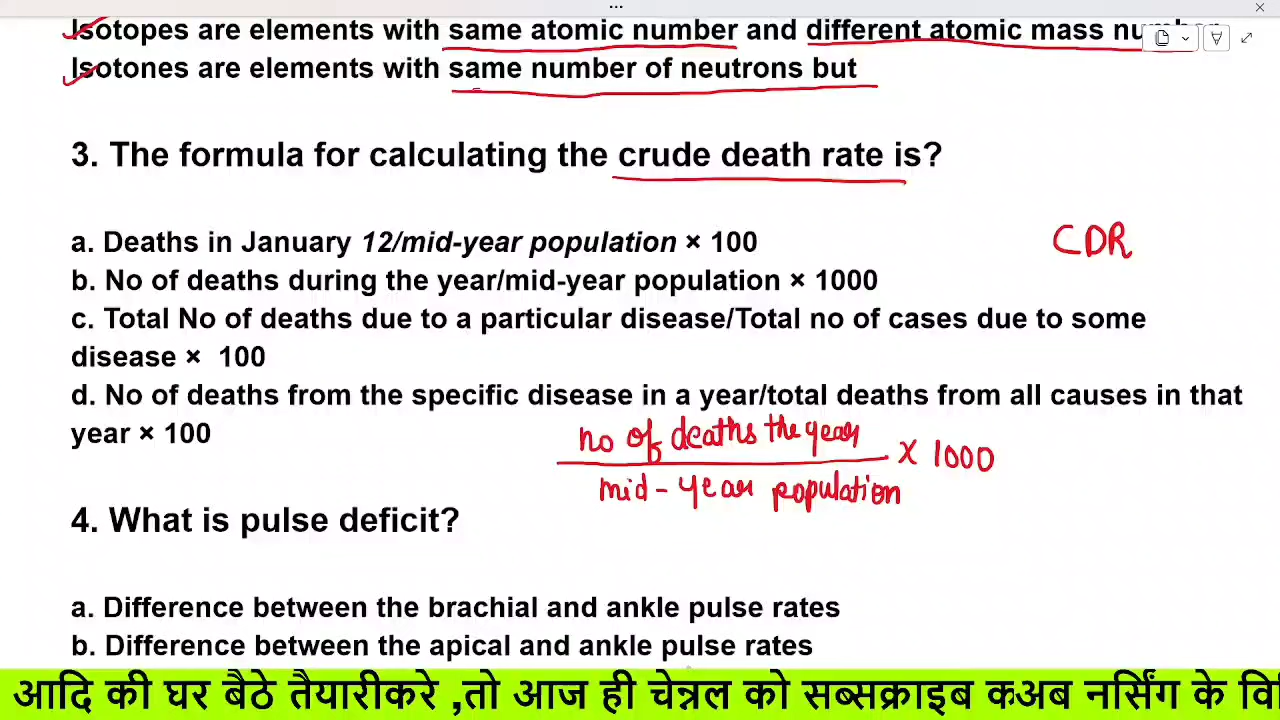 Isotopes are elements with same atomic number and different atomic mass
Isotones are elements with same number of neutrons but
3. The formula for calculating the crude death rate is?
a. Deaths in January 12/mid-year population × 100
CDR
b. No of deaths during the year/mid-year population × 1000
c. Total No of deaths due to a particular disease/Total no of cases due to some
disease × 100
d. No of deaths from the specific disease in a year/total deaths from all causes in that
year × 100
no of deaths the year
x 1000
mid - year population
4. What is pulse deficit?
a. Difference between the brachial and ankle pulse rates
b. Difference between the apical and ankle pulse rates
आदि की घर बैठे तैयारीकरे ,तो आज ही चेन्नल को सब्सक्राइब कअब नर्सिंग के